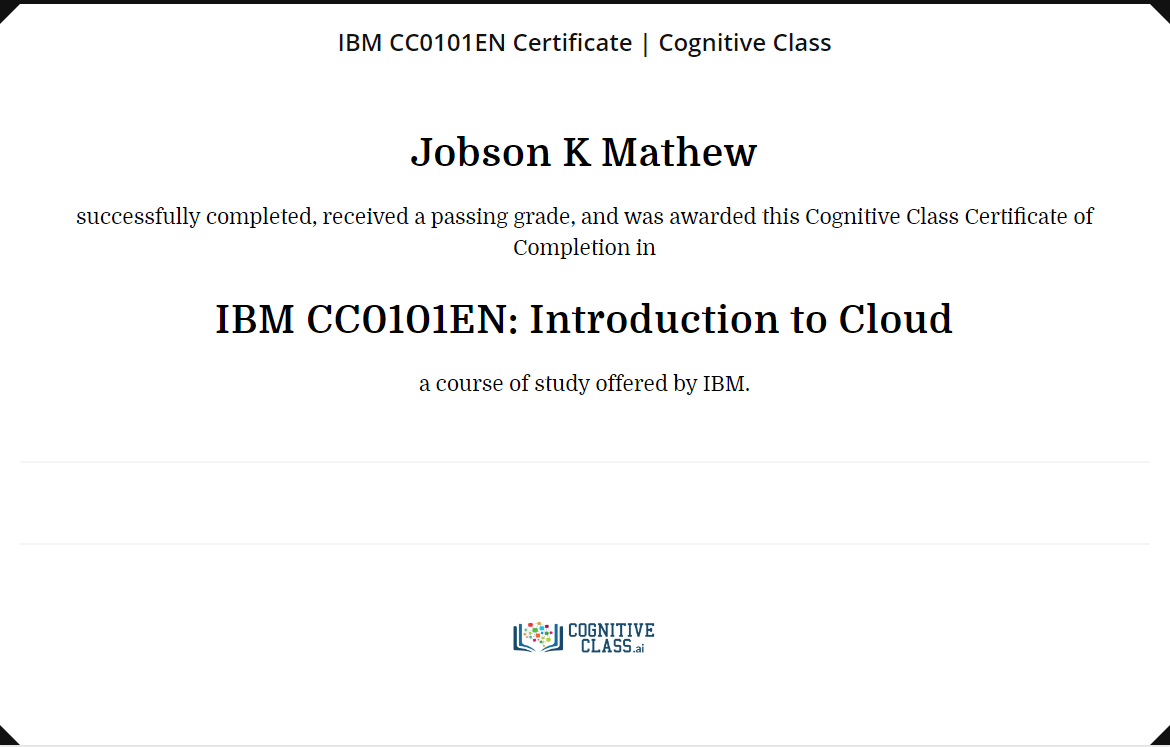 IBM CC0101EN Certificate | Cognitive Class
Jobson K Mathew
successfully completed, received a passing grade, and was awarded this Cognitive Class Certificate of
Completion in
IBM CC0101EN: Introduction to Cloud
a course of study offered by IBM.
COGNITIVE
CLASS.ai